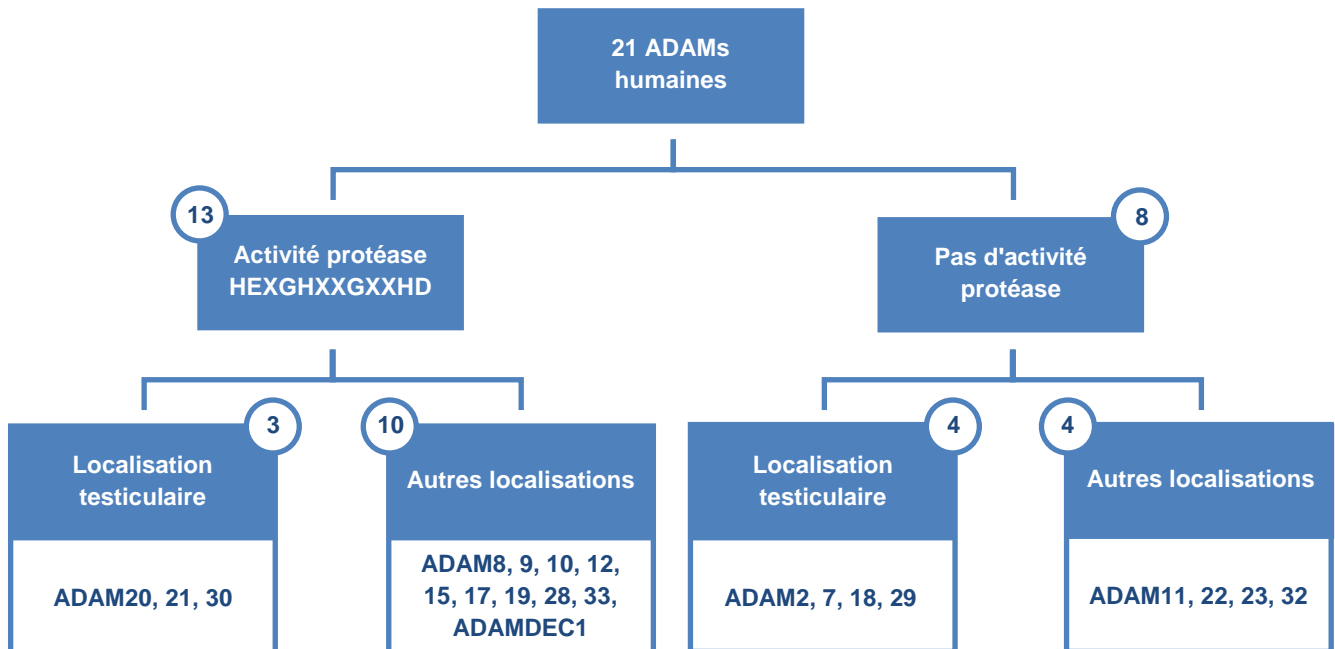 21 ADAMs
humaines
13
Activité protéase
HEXGHXXGXXHD
8
Pas d'activité
protéase
3
Localisation
testiculaire
ADAM20, 21, 30
10
Autres localisations
ADAM8, 9, 10, 12,
15, 17, 19, 28, 33,
ADAMDEC1
4
Localisation
testiculaire
ADAM2, 7, 18, 29
4
Autres localisations
ADAM11, 22, 23, 32